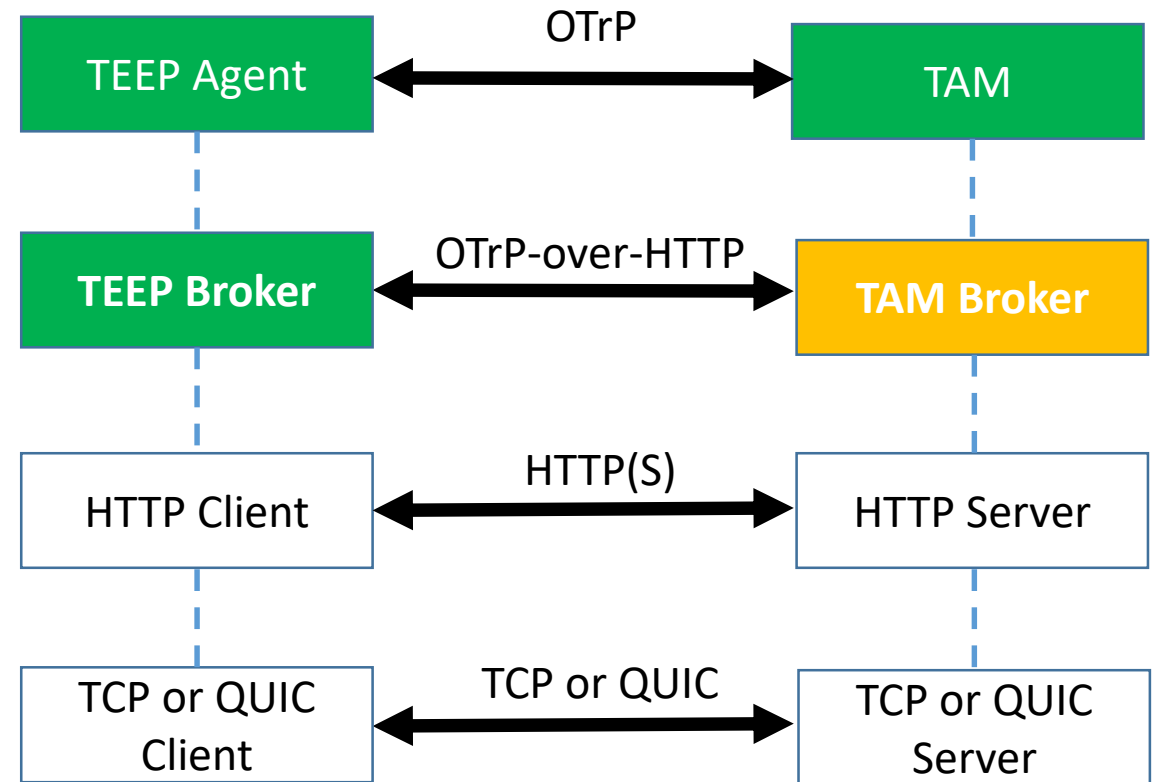 OTrP
TEEP Agent
TAM
OTrP-over-HTTP
TEEP Broker
TAM Broker
HTTP(S)
HTTP Client
HTTP Server
TCP or QUIC
Client
TCP or QUIC
TCP or QUIC
Server